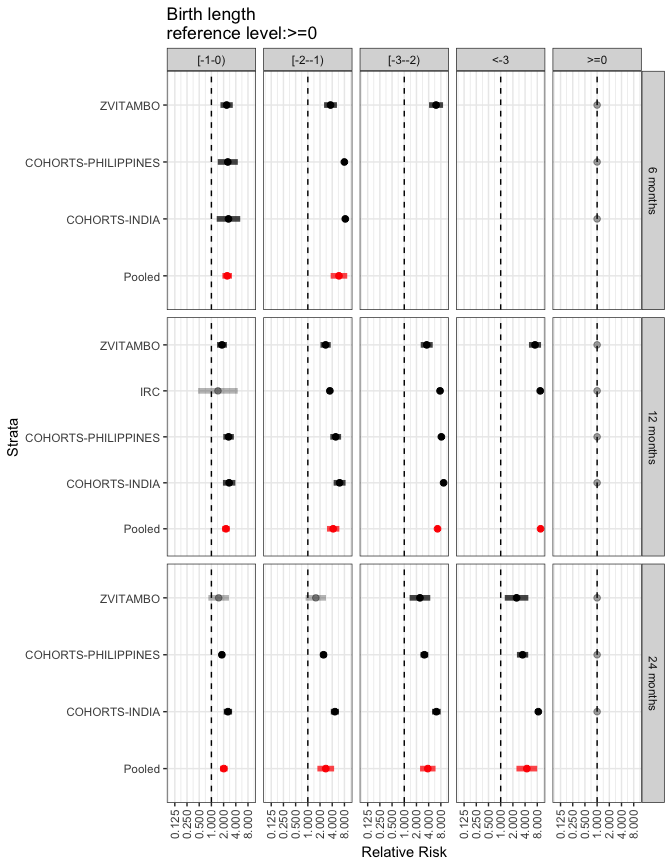 Birth length
reference level:>=0
[-1-0)
[-2--1)
[-3--2)
<-3
>=0
ZVITAMBO
COHORTS-PHILIPPINES
COHORTS-INDIA
Pooled
6 months
ZVITAMBO
IRC
COHORTS-PHILIPPINES
COHORTS-INDIA
Pooled
12 months
ZVITAMBO
COHORTS-PHILIPPINES
COHORTS-INDIA
Pooled
24 months
Strata
0.125 0.250 0.500 1.000 2.000 4.000 8.000
0.125 0.250 0.500 1.000 2.000 4.000 8.000
0.125 0.250 0.500 1.000 2.000 4.000 8.000
0.125 0.250 0.500 1.000 2.000 4.000 8.000
0.125 0.250 0.500 1.000 2.000 4.000 8.000
Relative Risk